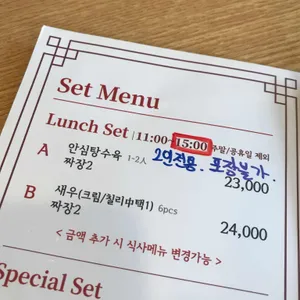 Set Menu
Lunch Set | 11:00~15:00 주말/공휴일 제외
A 안심탕수육 1-2人 2인전용. 포장불가.
짜장2 23,000
B 새우(크림/칠리中택1) 6pcs
짜장2 24,000
< 금액 추가 시 식사메뉴 변경가능 >
Special Set